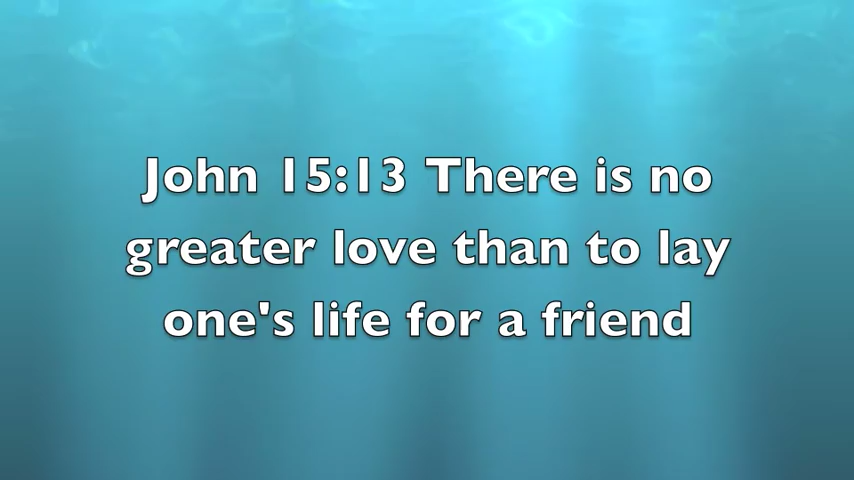 John 15:13 There is no
greater love than to lay
one's life for a friend